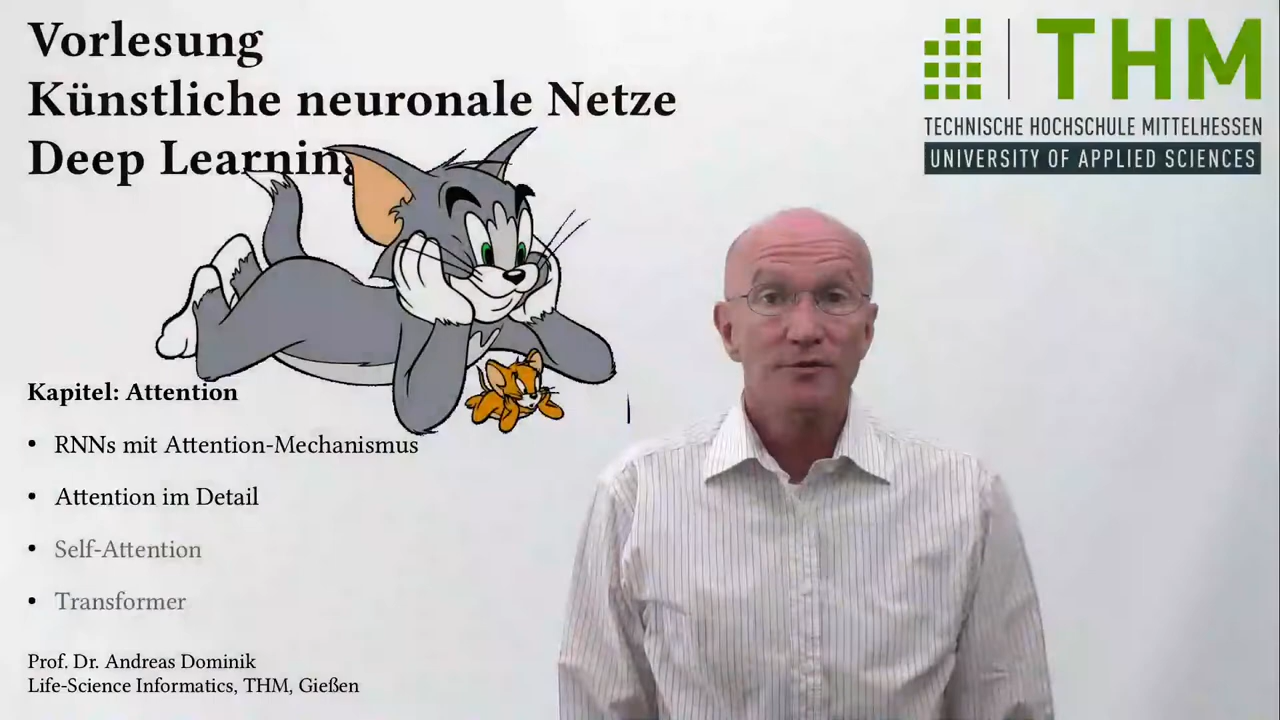 Vorlesung
Künstliche neuronale Netze
Deep Learning
THM
TECHNISCHE HOCHSCHULE MITTELHESSEN
UNIVERSITY OF APPLIED SCIENCES
Kapitel: Attention
• RNNs mit Attention-Mechanismus
• Attention im Detail
• Self-Attention
• Transformer
Prof. Dr. Andreas Dominik
Life-Science Informatics, THM, Gießen